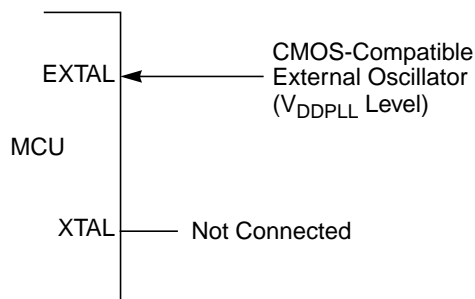 CMOS-Compatible
EXTAL
External Oscillator
(VDDPLL Level)
MCU
XTAL
Not Connected